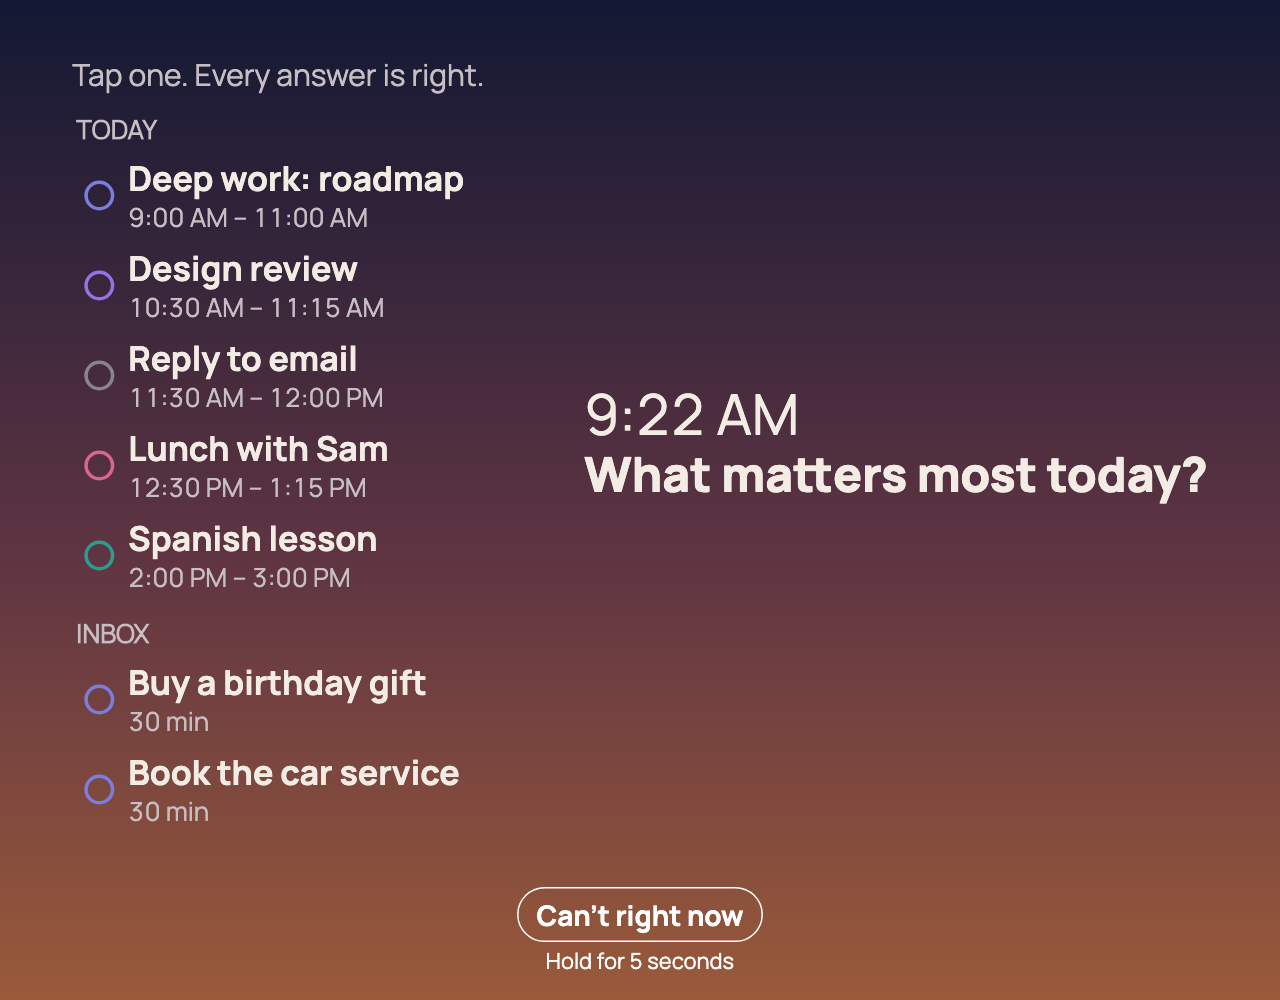 Tap one. Every answer is right.
TODAY
Deep work: roadmap
9:00 AM – 11:00 AM
Design review
10:30 AM – 11:15 AM
Reply to email
11:30 AM – 12:00 PM
Lunch with Sam
12:30 PM – 1:15 PM
Spanish lesson
2:00 PM – 3:00 PM
INBOX
Buy a birthday gift
30 min
Book the car service
30 min
9:22 AM
What matters most today?
Can’t right now
Hold for 5 seconds